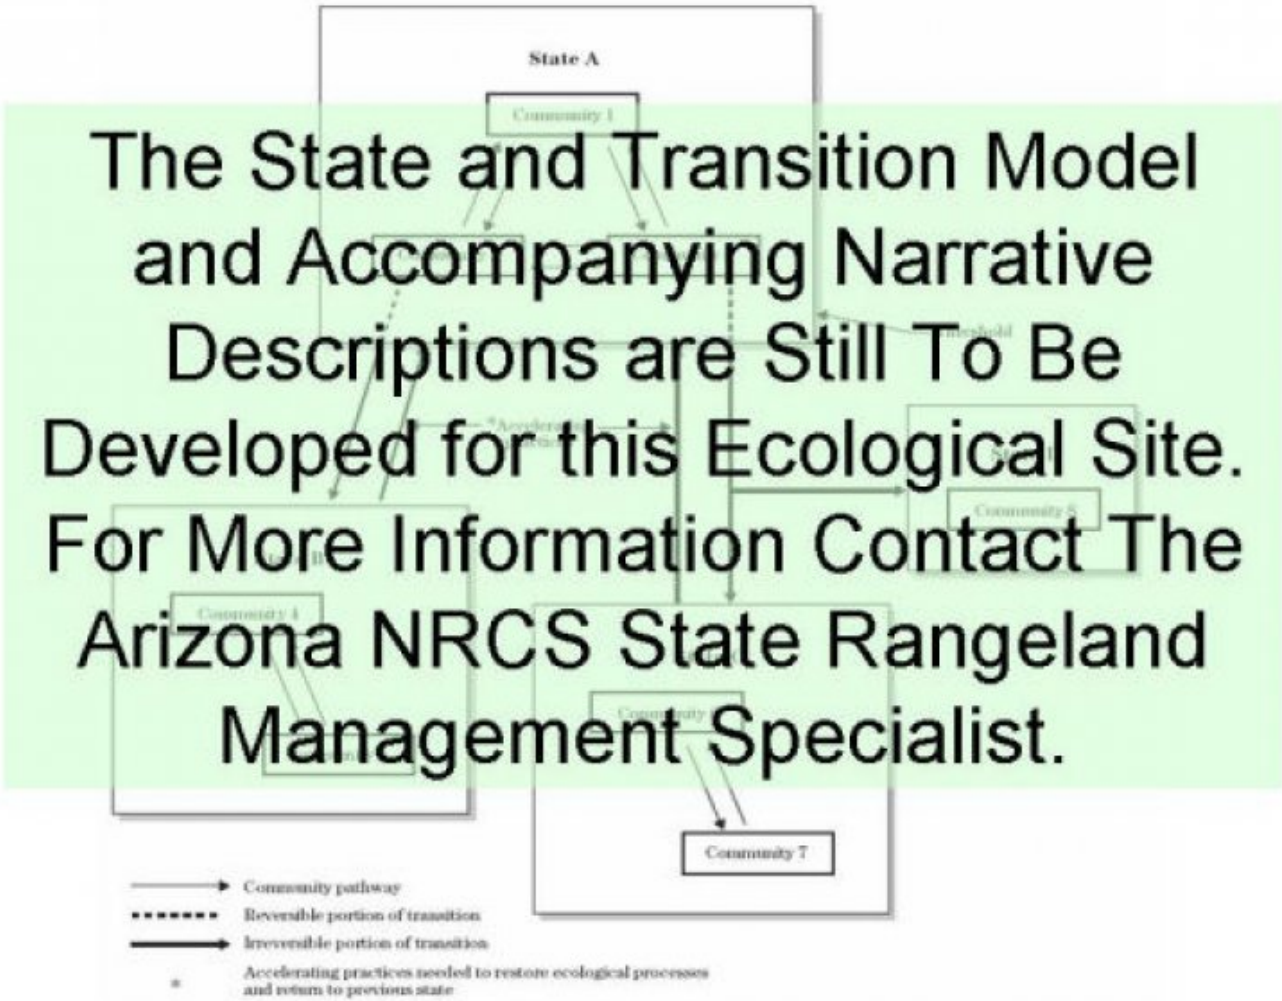 State A
Community 1
The State and Transition Model
and Accompanying Narrative
Descriptions are Still To Be
Developed for this Ecological Site.
For More Information Contact The
Arizona NRCS State Rangeland
Management Specialist.
Community 4
Community 7
Community pathway
Reversible portion of transition
Irreversible portion of transition
* Accelerating practices needed to restore ecological processes
and return to previous state